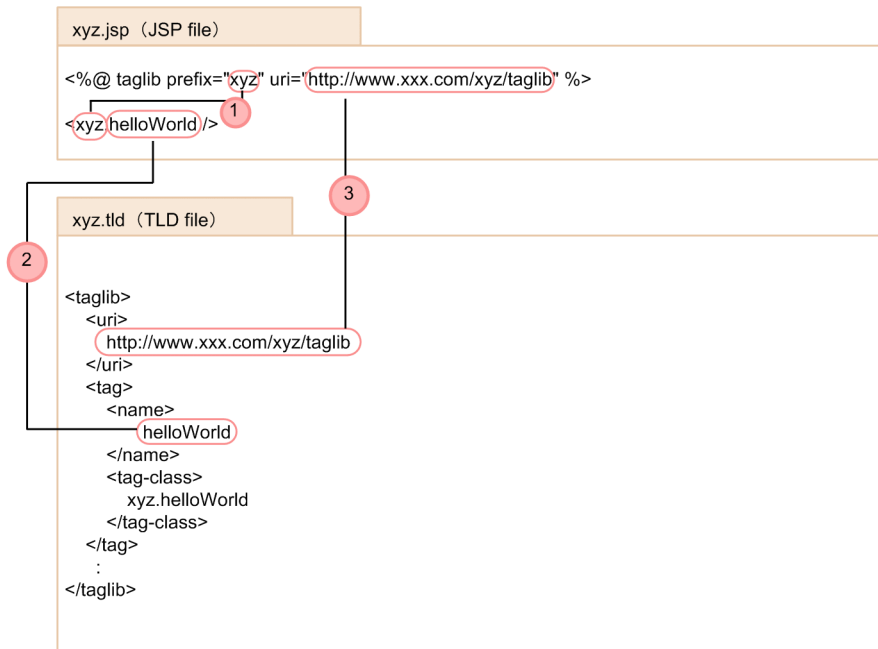 xyz.jsp（JSP file）
<%@ taglib prefix="xyz" uri="http://www.xxx.com/xyz/taglib" %>
1
<xyz:helloWorld/>
3
xyz.tld（TLD file）
2
<taglib>
<uri>
http://www.xxx.com/xyz/taglib
</uri>
<tag>
<name>
helloWorld
</name>
<tag-class>
xyz.helloWorld
</tag-class>
</tag>
:
</taglib>